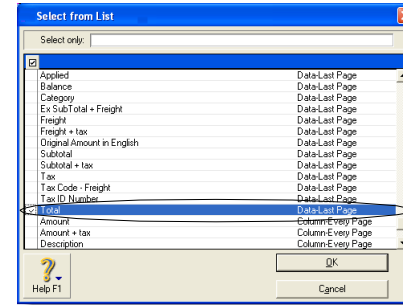 Select from List
Select only:
Applied Data-Last Page
Balance Data-Last Page
Category Data-Last Page
Ex SubTotal + Freight Data-Last Page
Freight Data-Last Page
Freight + tax Data-Last Page
Original Amount in English Data-Last Page
Subtotal Data-Last Page
Subtotal + tax Data-Last Page
Tax Data-Last Page
Tax Code - Freight Data-Last Page
Tax ID Number Data-Last Page
Total Data-Last Page
Amount Column-Every Page
Amount + tax Column-Every Page
Description Column-Every Page
Help F1
OK
Cancel